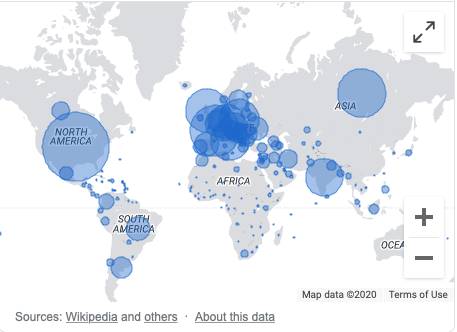 ASIA
NORTH
AMERICA
AFRICA
SOUTH
AMERICA
OCEA
+
−
Map data ©2020 Terms of Use
Sources: Wikipedia and others · About this data